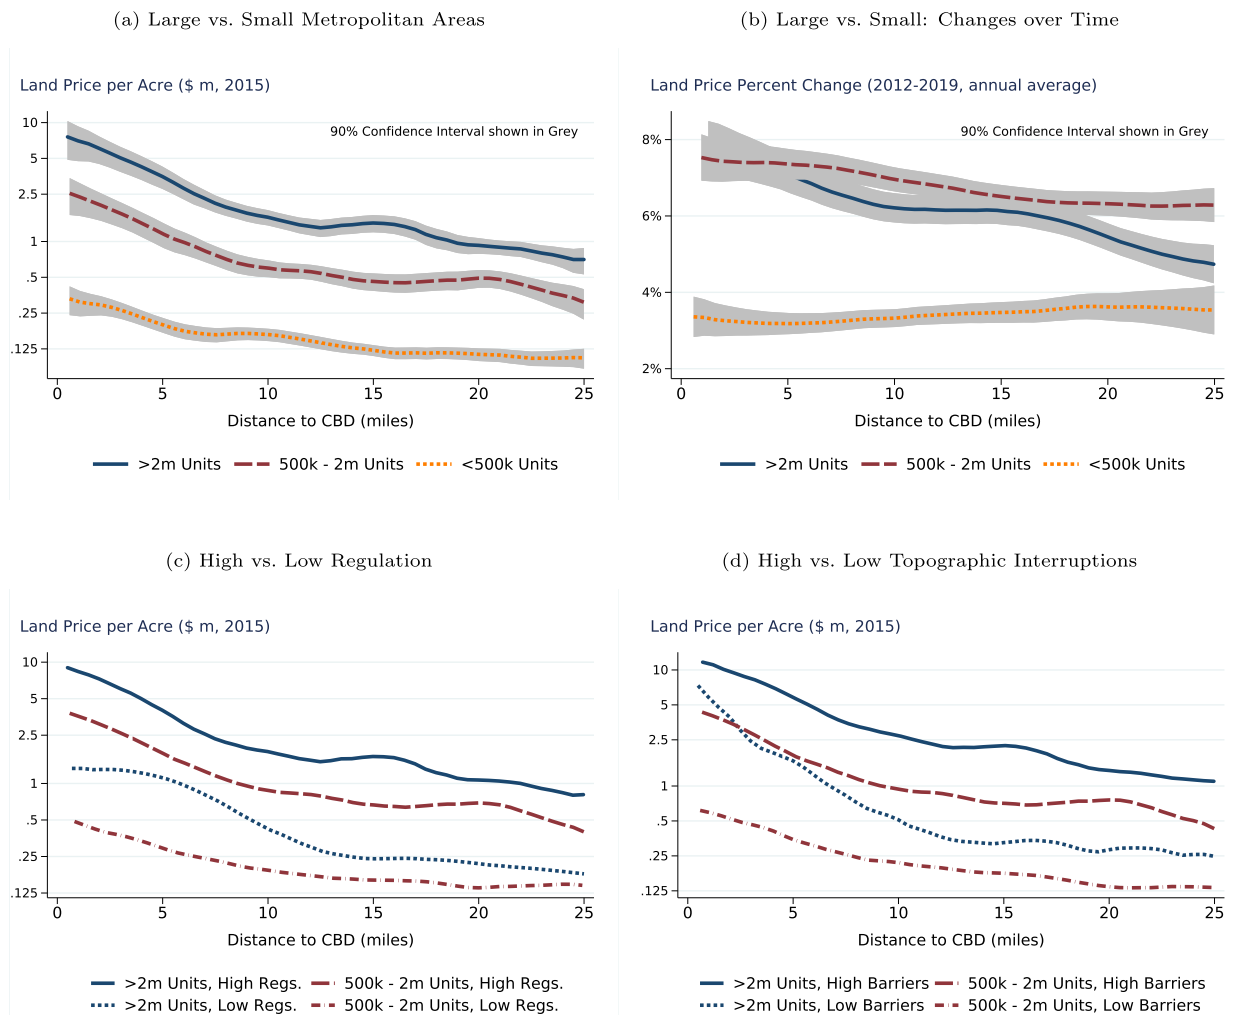 (a) Large vs. Small Metropolitan Areas
Land Price per Acre ($ m, 2015)
90% Confidence Interval shown in Grey
10
5
2.5
1
.5
.25
.125
0 5 10 15 20 25
Distance to CBD (miles)
>2m Units 500k - 2m Units <500k Units
(b) Large vs. Small: Changes over Time
Land Price Percent Change (2012-2019, annual average)
90% Confidence Interval shown in Grey
8%
6%
4%
2%
0 5 10 15 20 25
Distance to CBD (miles)
>2m Units 500k - 2m Units <500k Units
(c) High vs. Low Regulation
Land Price per Acre ($ m, 2015)
10
5
2.5
1
.5
.25
.125
0 5 10 15 20 25
Distance to CBD (miles)
>2m Units, High Regs. 500k - 2m Units, High Regs.
>2m Units, Low Regs. 500k - 2m Units, Low Regs.
(d) High vs. Low Topographic Interruptions
Land Price per Acre ($ m, 2015)
10
5
2.5
1
.5
.25
.125
0 5 10 15 20 25
Distance to CBD (miles)
>2m Units, High Barriers 500k - 2m Units, High Barriers
>2m Units, Low Barriers 500k - 2m Units, Low Barriers